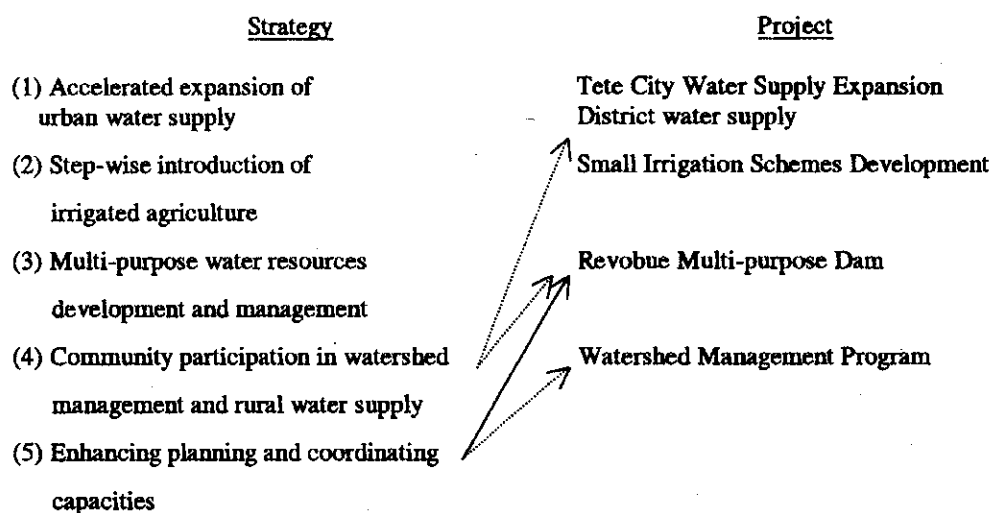 Strategy
Project
(1) Accelerated expansion of
urban water supply
Tete City Water Supply Expansion
District water supply
(2) Step-wise introduction of
irrigated agriculture
Small Irrigation Schemes Development
(3) Multi-purpose water resources
development and management
Revobue Multi-purpose Dam
(4) Community participation in watershed
management and rural water supply
Watershed Management Program
(5) Enhancing planning and coordinating
capacities